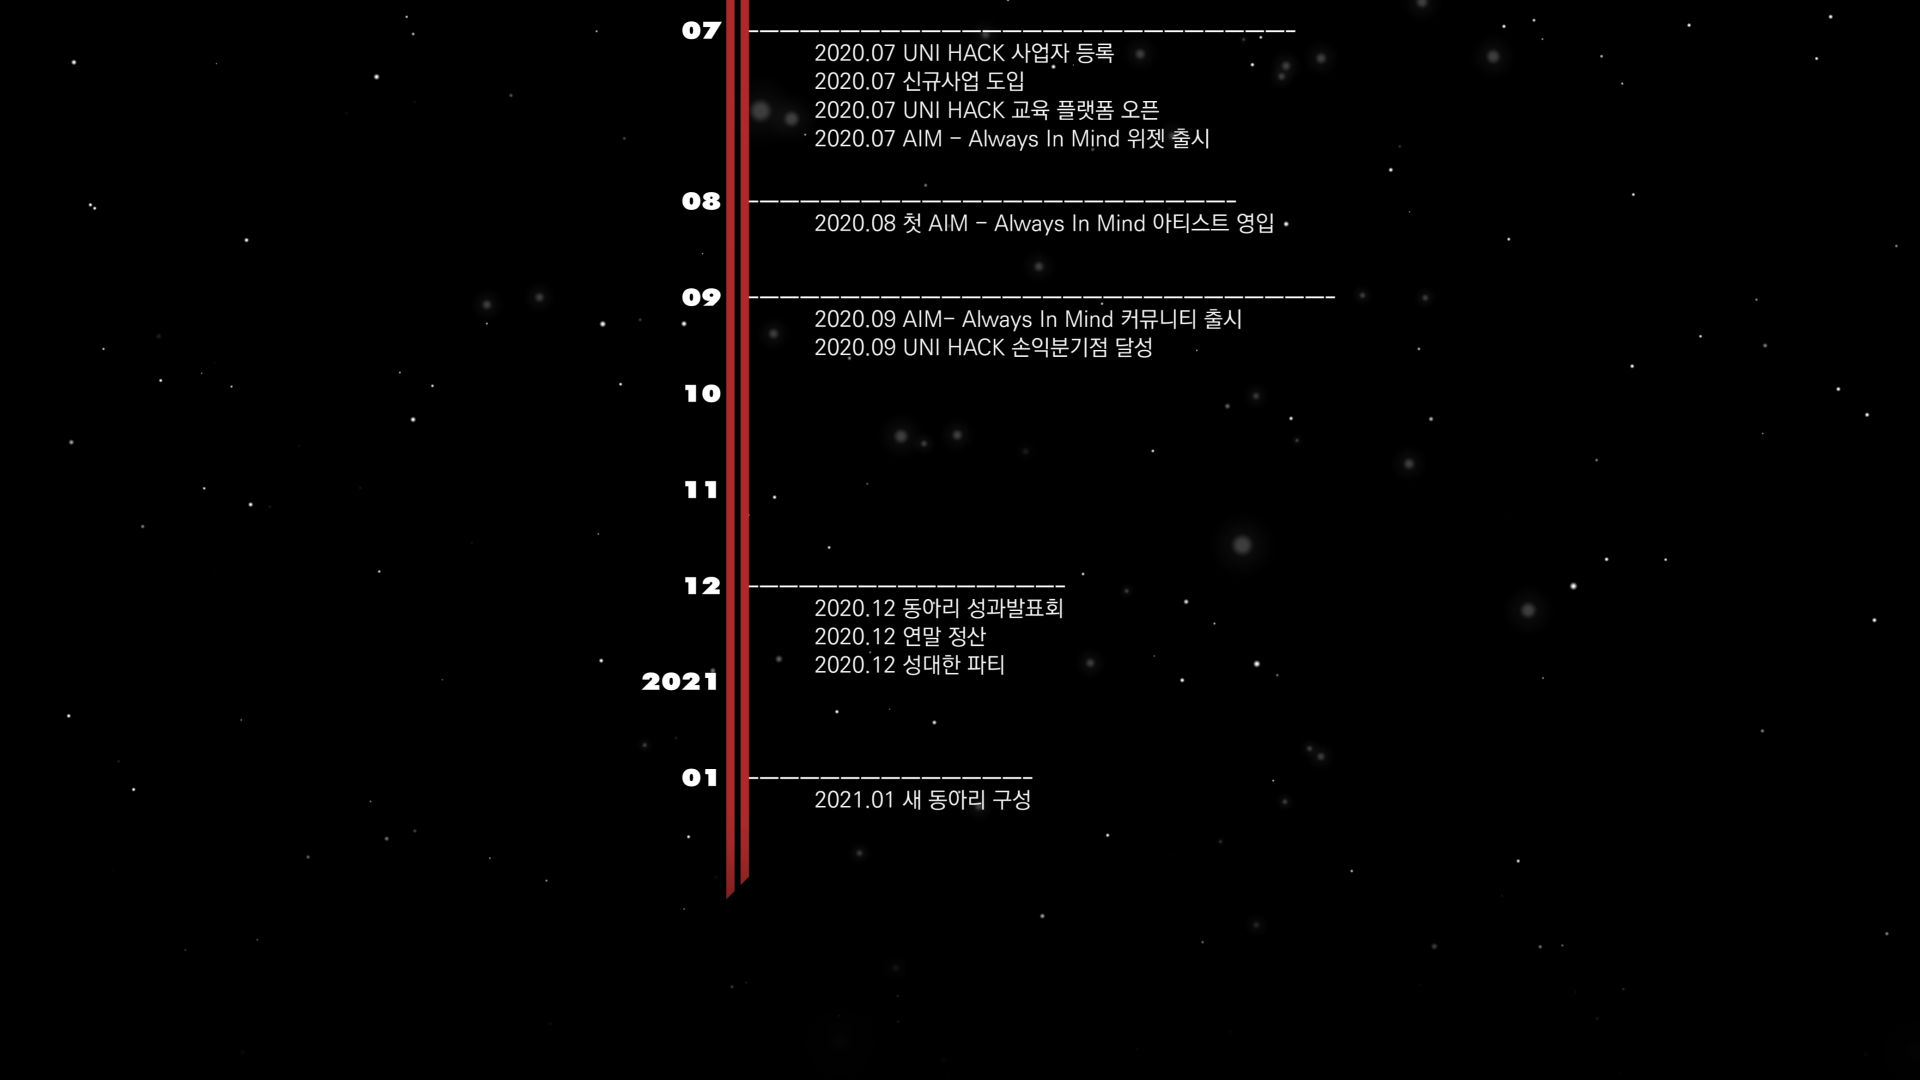 07
2020.07 UNI HACK 사업자 등록
2020.07 신규사업 도입
2020.07 UNI HACK 교육 플랫폼 오픈
2020.07 AIM - Always In Mind 위젯 출시
08
2020.08 첫 AIM - Always In Mind 아티스트 영입
09
2020.09 AIM- Always In Mind 커뮤니티 출시
2020.09 UNI HACK 손익분기점 달성
10
11
12
2020.12 동아리 성과발표회
2020.12 연말 정산
2020.12 성대한 파티
2021
01
2021.01 새 동아리 구성